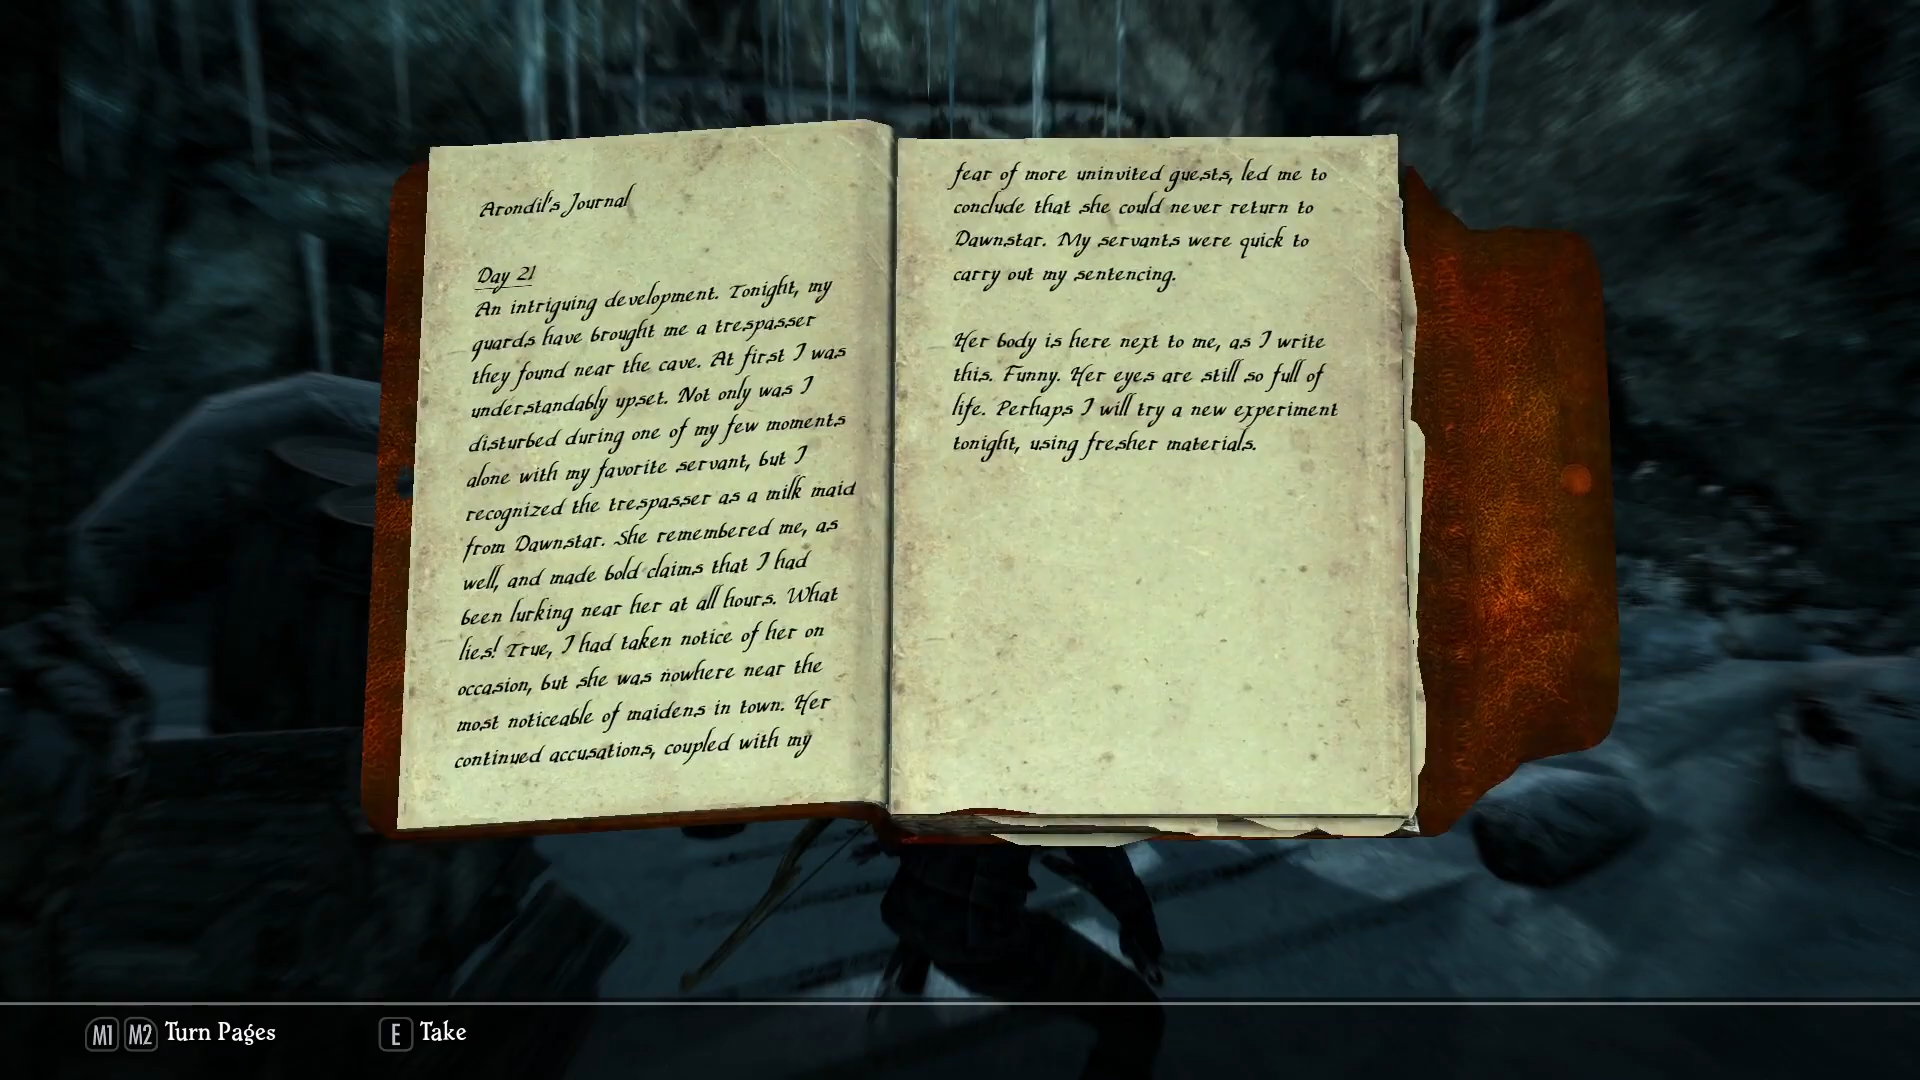 Arondil's Journal
Day 21
An intriguing development. Tonight, my
guards have brought me a trespasser
they found near the cave. At first I was
understandably upset. Not only was I
disturbed during one of my few moments
alone with my favorite servant, but I
recognized the trespasser as a milk maid
from Dawnstar. She remembered me, as
well, and made bold claims that I had
been lurking near her at all hours. What
lies! True, I had taken notice of her on
occasion, but she was nowhere near the
most noticeable of maidens in town. Her
continued accusations, coupled with my
fear of more uninvited guests, led me to
conclude that she could never return to
Dawnstar. My servants were quick to
carry out my sentencing.
Her body is here next to me, as I write
this. Funny. Her eyes are still so full of
life. Perhaps I will try a new experiment
tonight, using fresher materials.
M1 M2 Turn Pages E Take